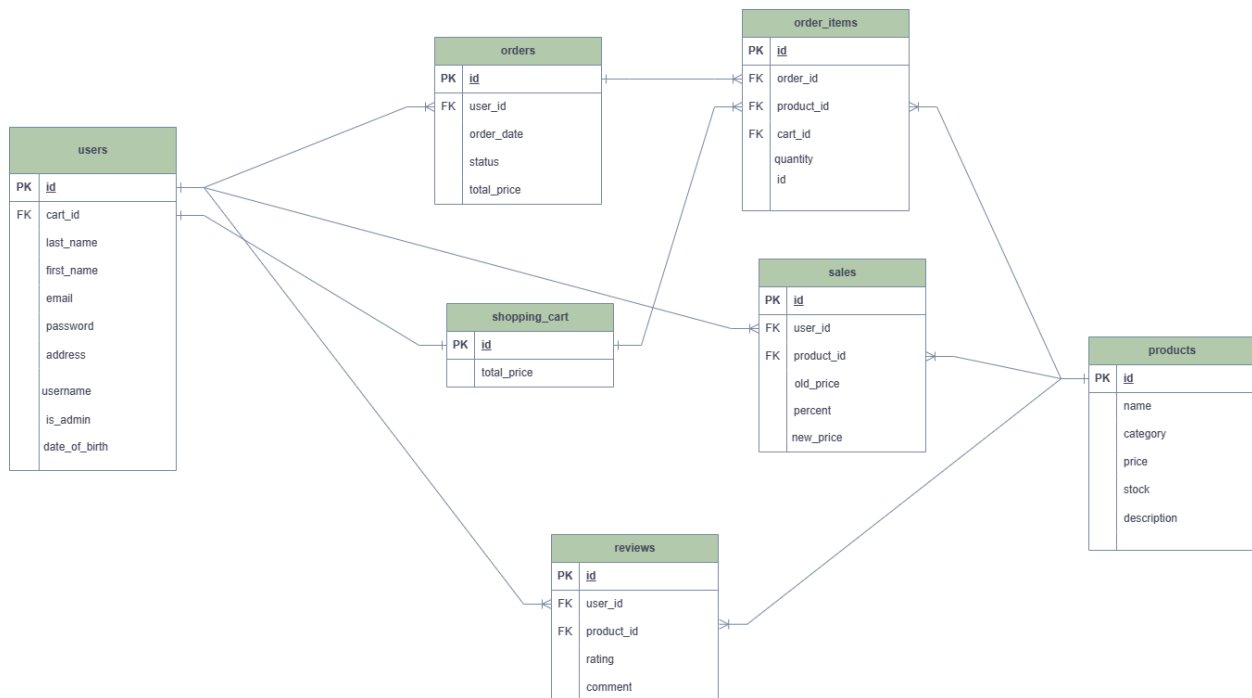 users
PK id
FK cart_id
last_name
first_name
email
password
address
username
is_admin
date_of_birth
orders
PK id
FK user_id
order_date
status
total_price
shopping_cart
PK id
total_price
order_items
PK id
FK order_id
FK product_id
FK cart_id
quantity
id
sales
PK id
FK user_id
FK product_id
old_price
percent
new_price
reviews
PK id
FK user_id
FK product_id
rating
comment
products
PK id
name
category
price
stock
description